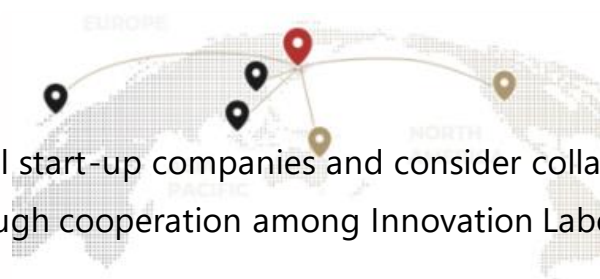 EUROPE
NORTH
PACIFIC
l start-up companies and consider colla
ugh cooperation among Innovation Lab